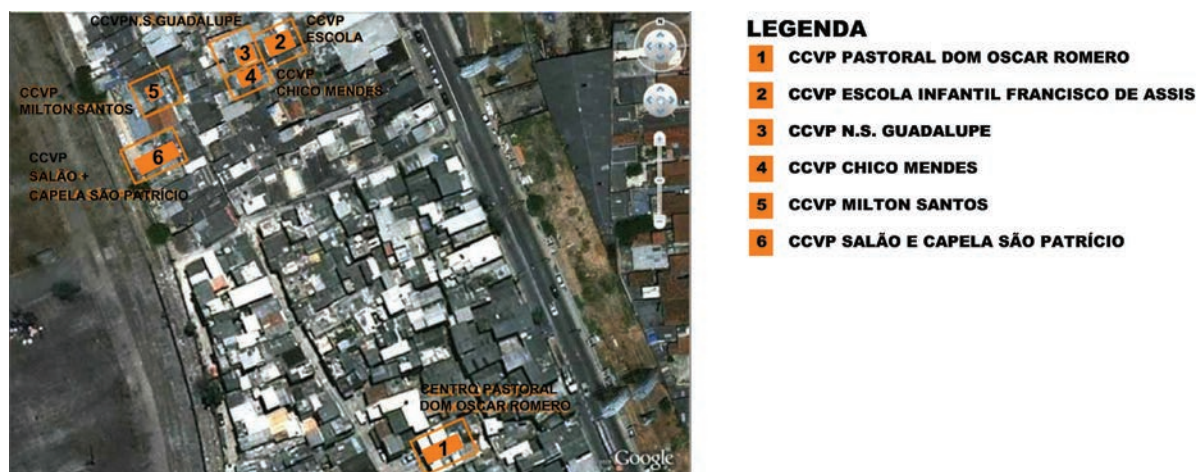 CCVPN.S.GUADALUPE
CCVP
ESCOLA
3
2
4
CCVP
CHICO MENDES
CCVP
MILTON SANTOS
5
6
CCVP
SALÃO +
CAPELA SÃO PATRÍCIO
CENTRO PASTORAL
DOM OSCAR ROMERO
1
Google
LEGENDA
1 CCVP PASTORAL DOM OSCAR ROMERO
2 CCVP ESCOLA INFANTIL FRANCISCO DE ASSIS
3 CCVP N.S. GUADALUPE
4 CCVP CHICO MENDES
5 CCVP MILTON SANTOS
6 CCVP SALÃO E CAPELA SÃO PATRÍCIO